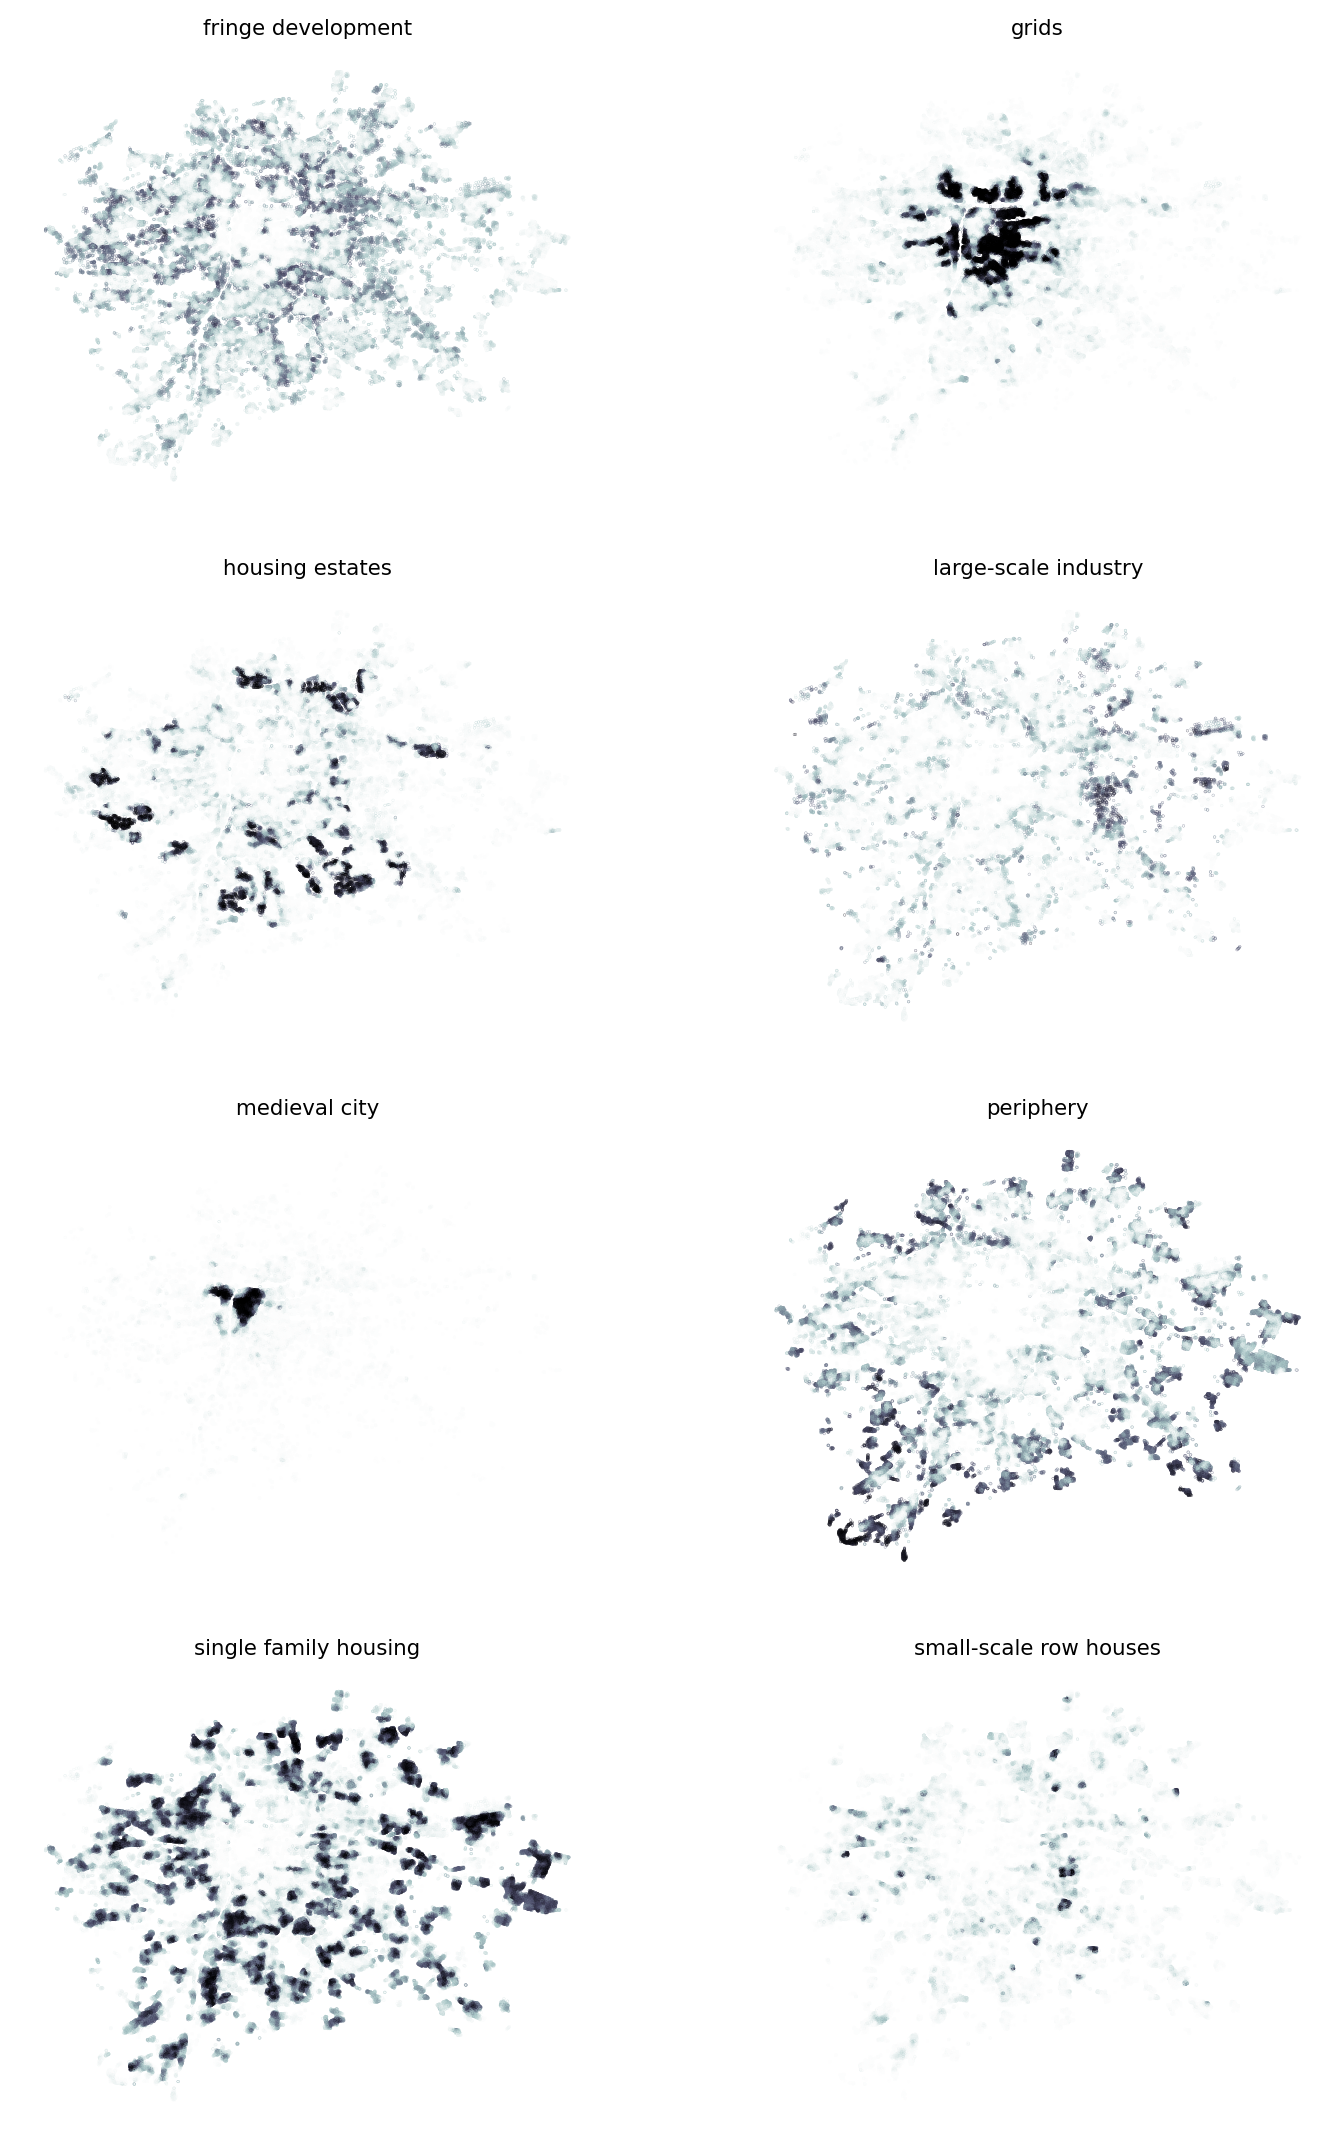 fringe development
grids
housing estates
large-scale industry
medieval city
periphery
single family housing
small-scale row houses